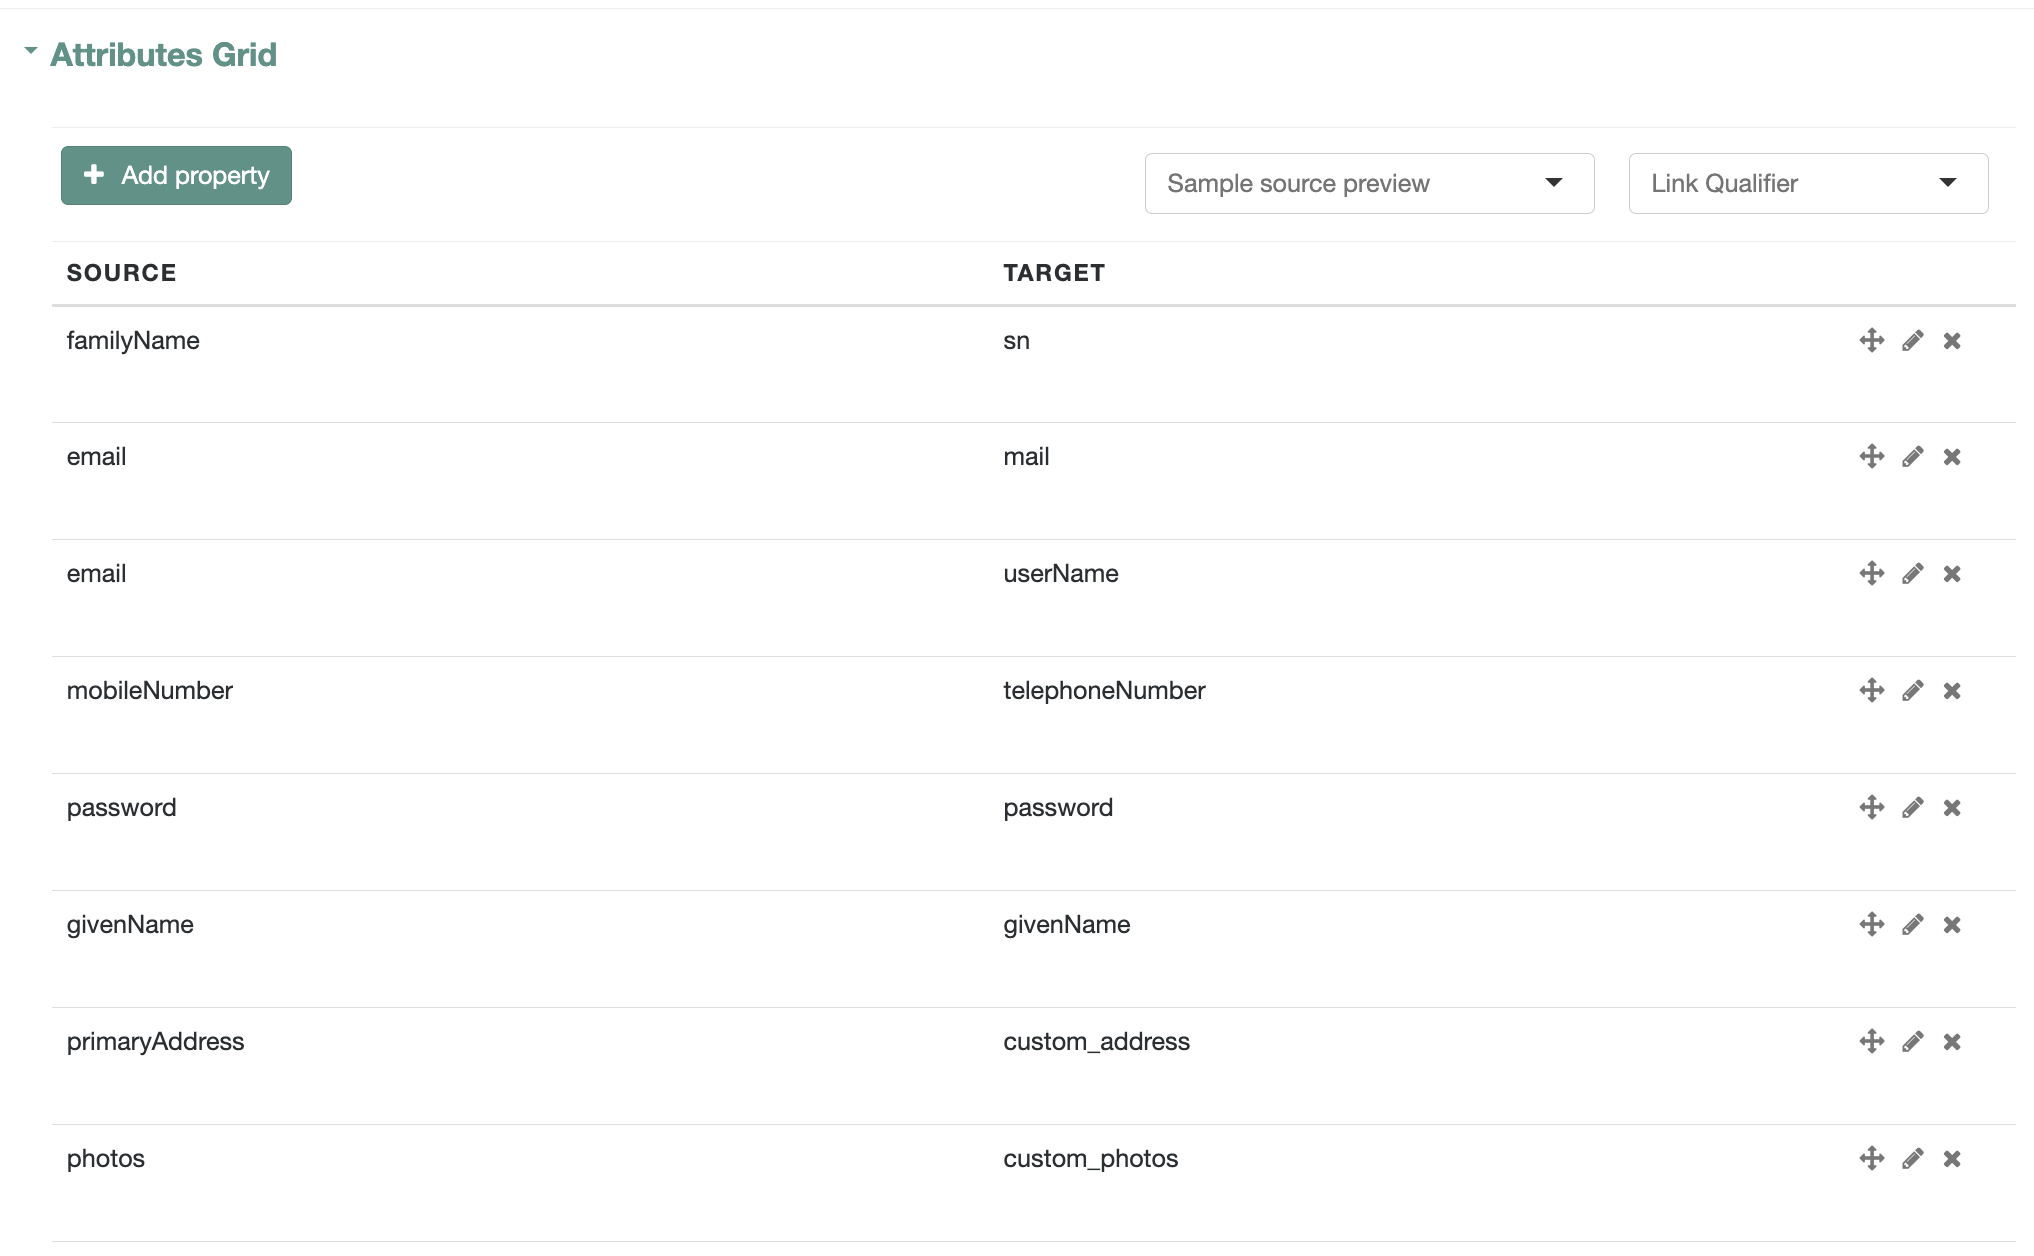 Attributes Grid
Add property
Sample source preview
Link Qualifier
SOURCE TARGET
familyName sn
email mail
email userName
mobileNumber telephoneNumber
password password
givenName givenName
primaryAddress custom_address
photos custom_photos